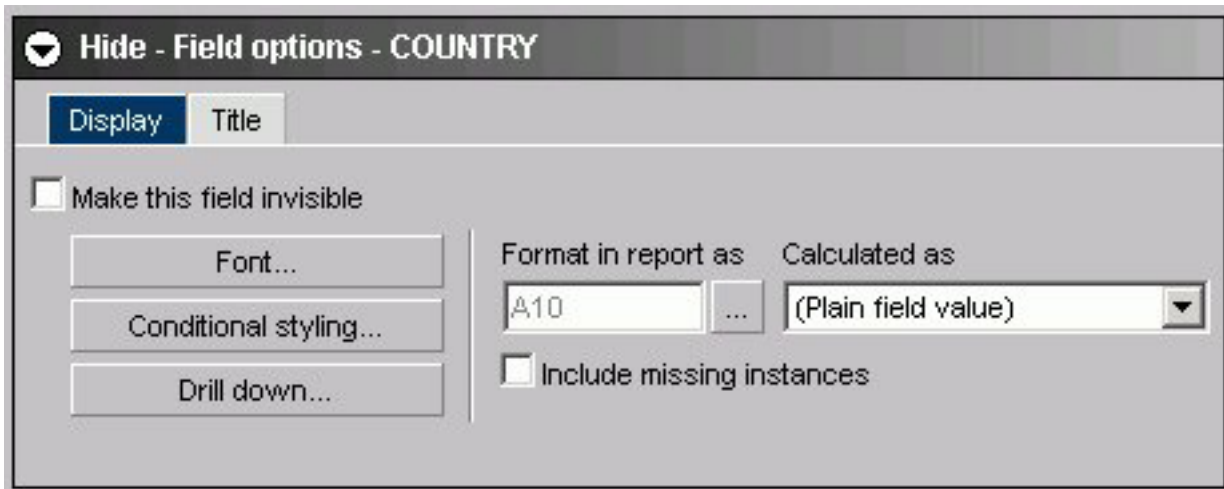 Hide - Field options - COUNTRY
Display Title
Make this field invisible
Font...
Conditional styling...
Drill down...
Format in report as Calculated as
A10 ... (Plain field value)
Include missing instances